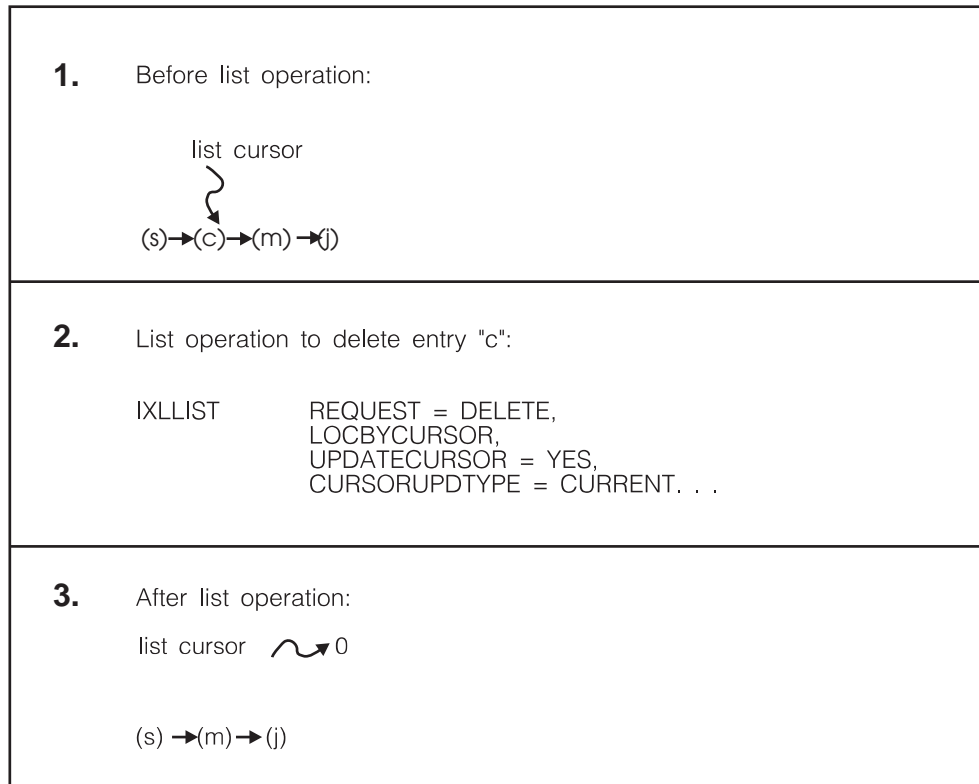 1. Before list operation:
list cursor
(s)→(c)→(m)→(j)
2. List operation to delete entry "c":
IXLLIST REQUEST = DELETE,
LOCBYCURSOR,
UPDATECURSOR = YES,
CURSORUPDTYPE = CURRENT. . .
3. After list operation:
list cursor 0
(s)→(m)→(j)